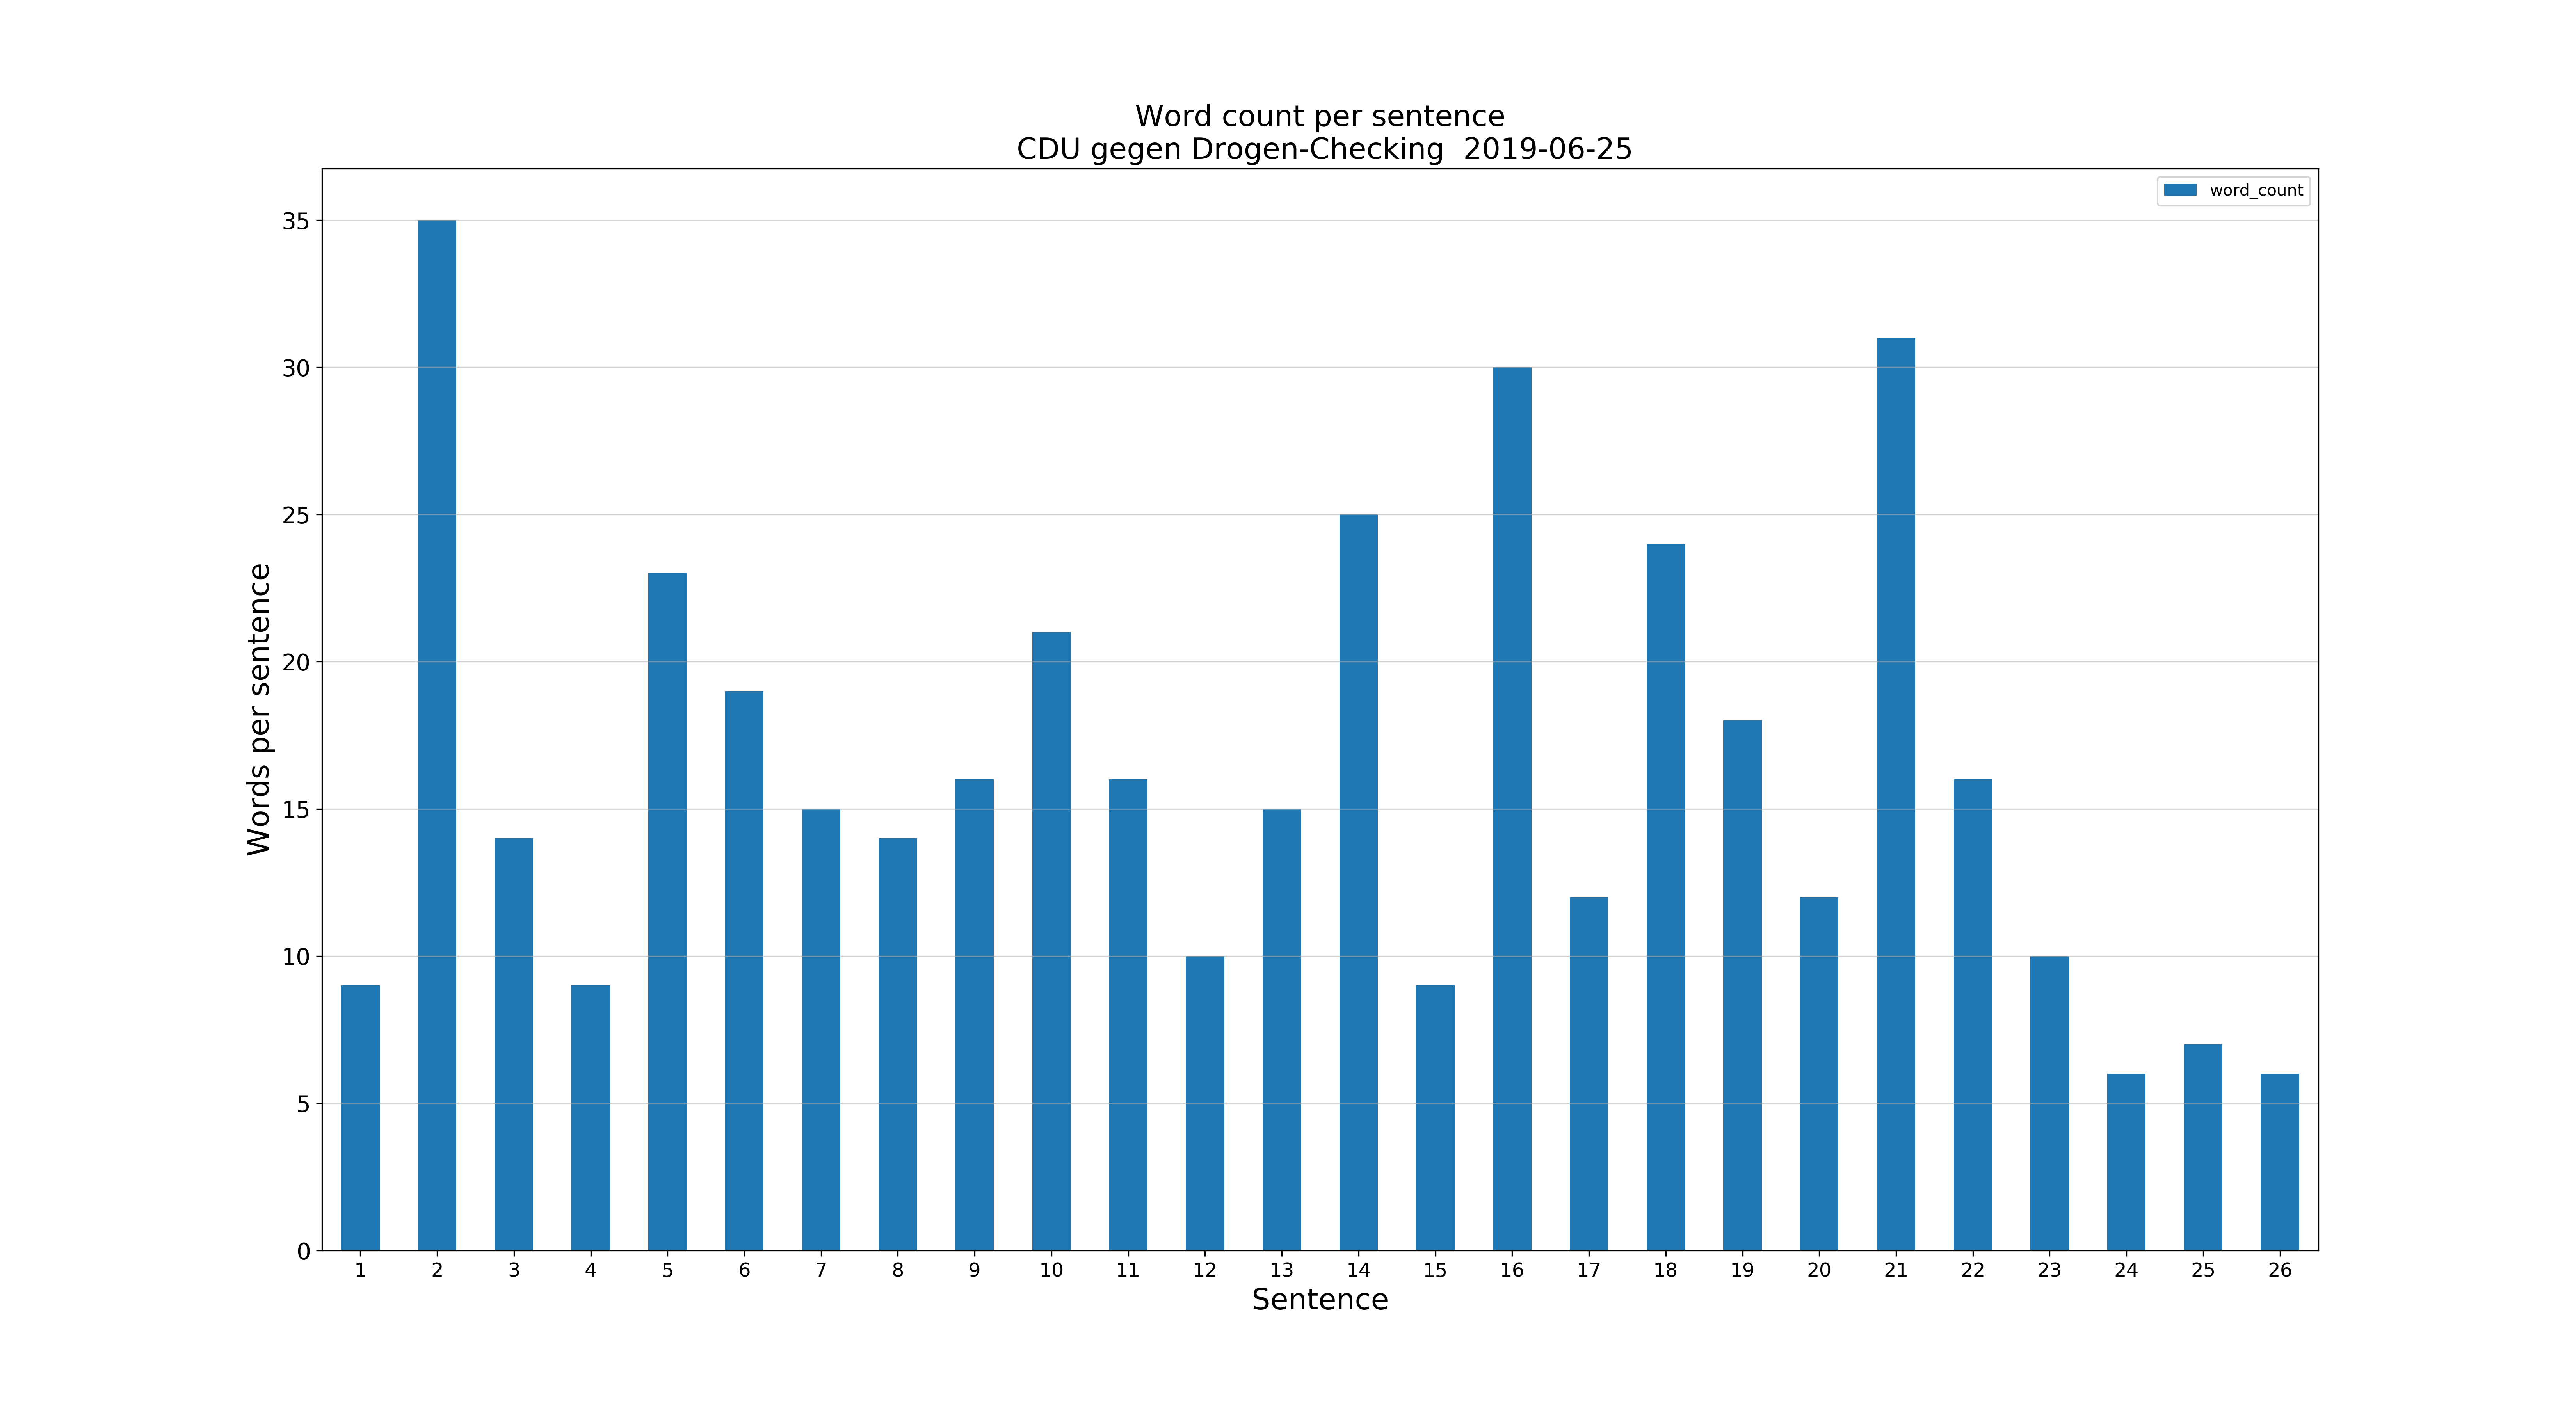 Word count per sentence
CDU gegen Drogen-Checking  2019-06-25
word_count
35
30
25
20
15
10
5
0
Words per sentence
1 2 3 4 5 6 7 8 9 10 11 12 13 14 15 16 17 18 19 20 21 22 23 24 25 26
Sentence